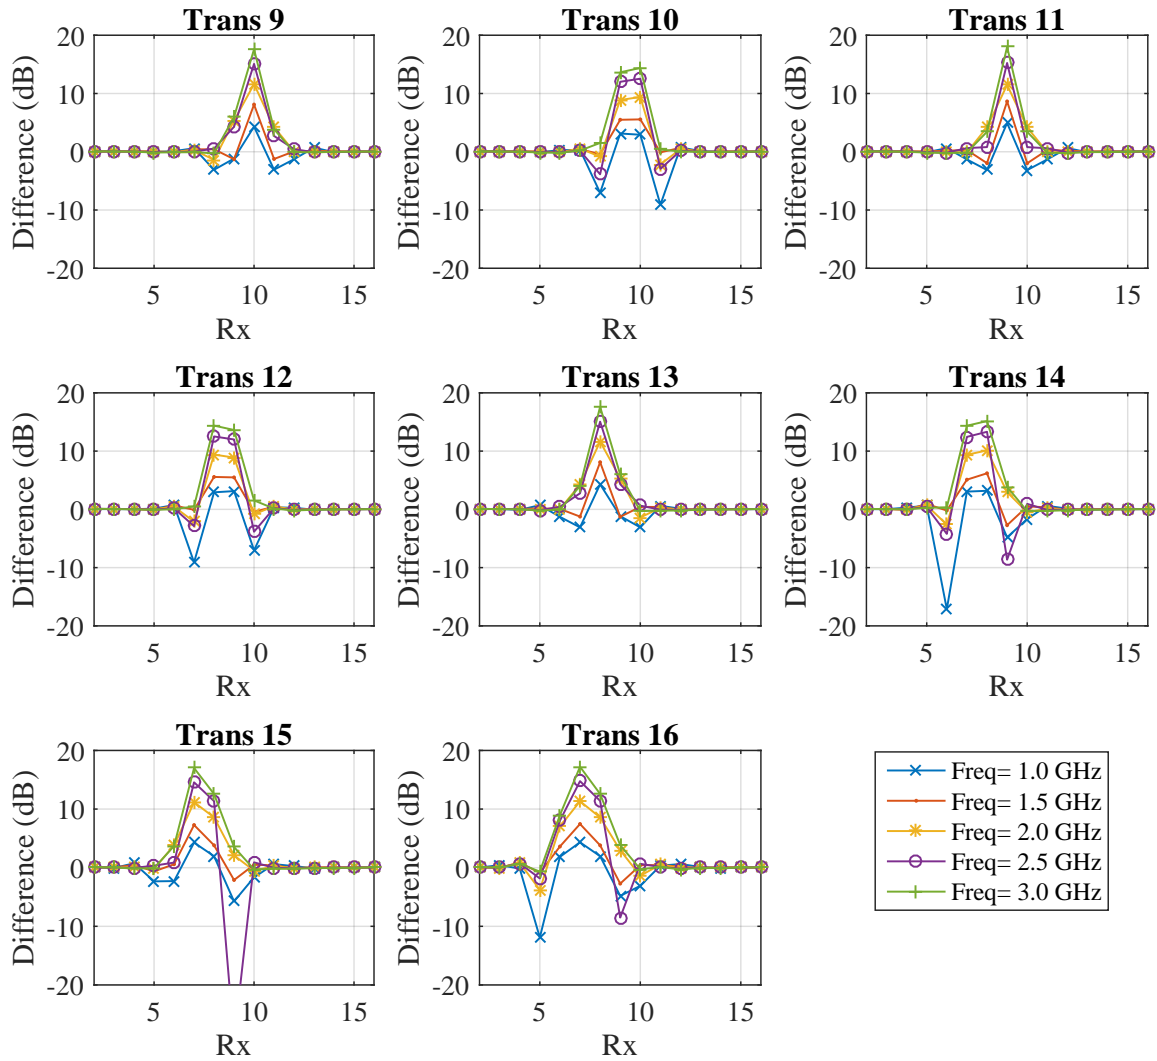 Trans 9
20
10
0
-10
-20
Difference (dB)
5 10 15
Rx
Trans 10
20
10
0
-10
-20
Difference (dB)
5 10 15
Rx
Trans 11
20
10
0
-10
-20
Difference (dB)
5 10 15
Rx
Trans 12
20
10
0
-10
-20
Difference (dB)
5 10 15
Rx
Trans 13
20
10
0
-10
-20
Difference (dB)
5 10 15
Rx
Trans 14
20
10
0
-10
-20
Difference (dB)
5 10 15
Rx
Trans 15
20
10
0
-10
-20
Difference (dB)
5 10 15
Rx
Trans 16
20
10
0
-10
-20
Difference (dB)
5 10 15
Rx
Freq= 1.0 GHz
Freq= 1.5 GHz
Freq= 2.0 GHz
Freq= 2.5 GHz
Freq= 3.0 GHz